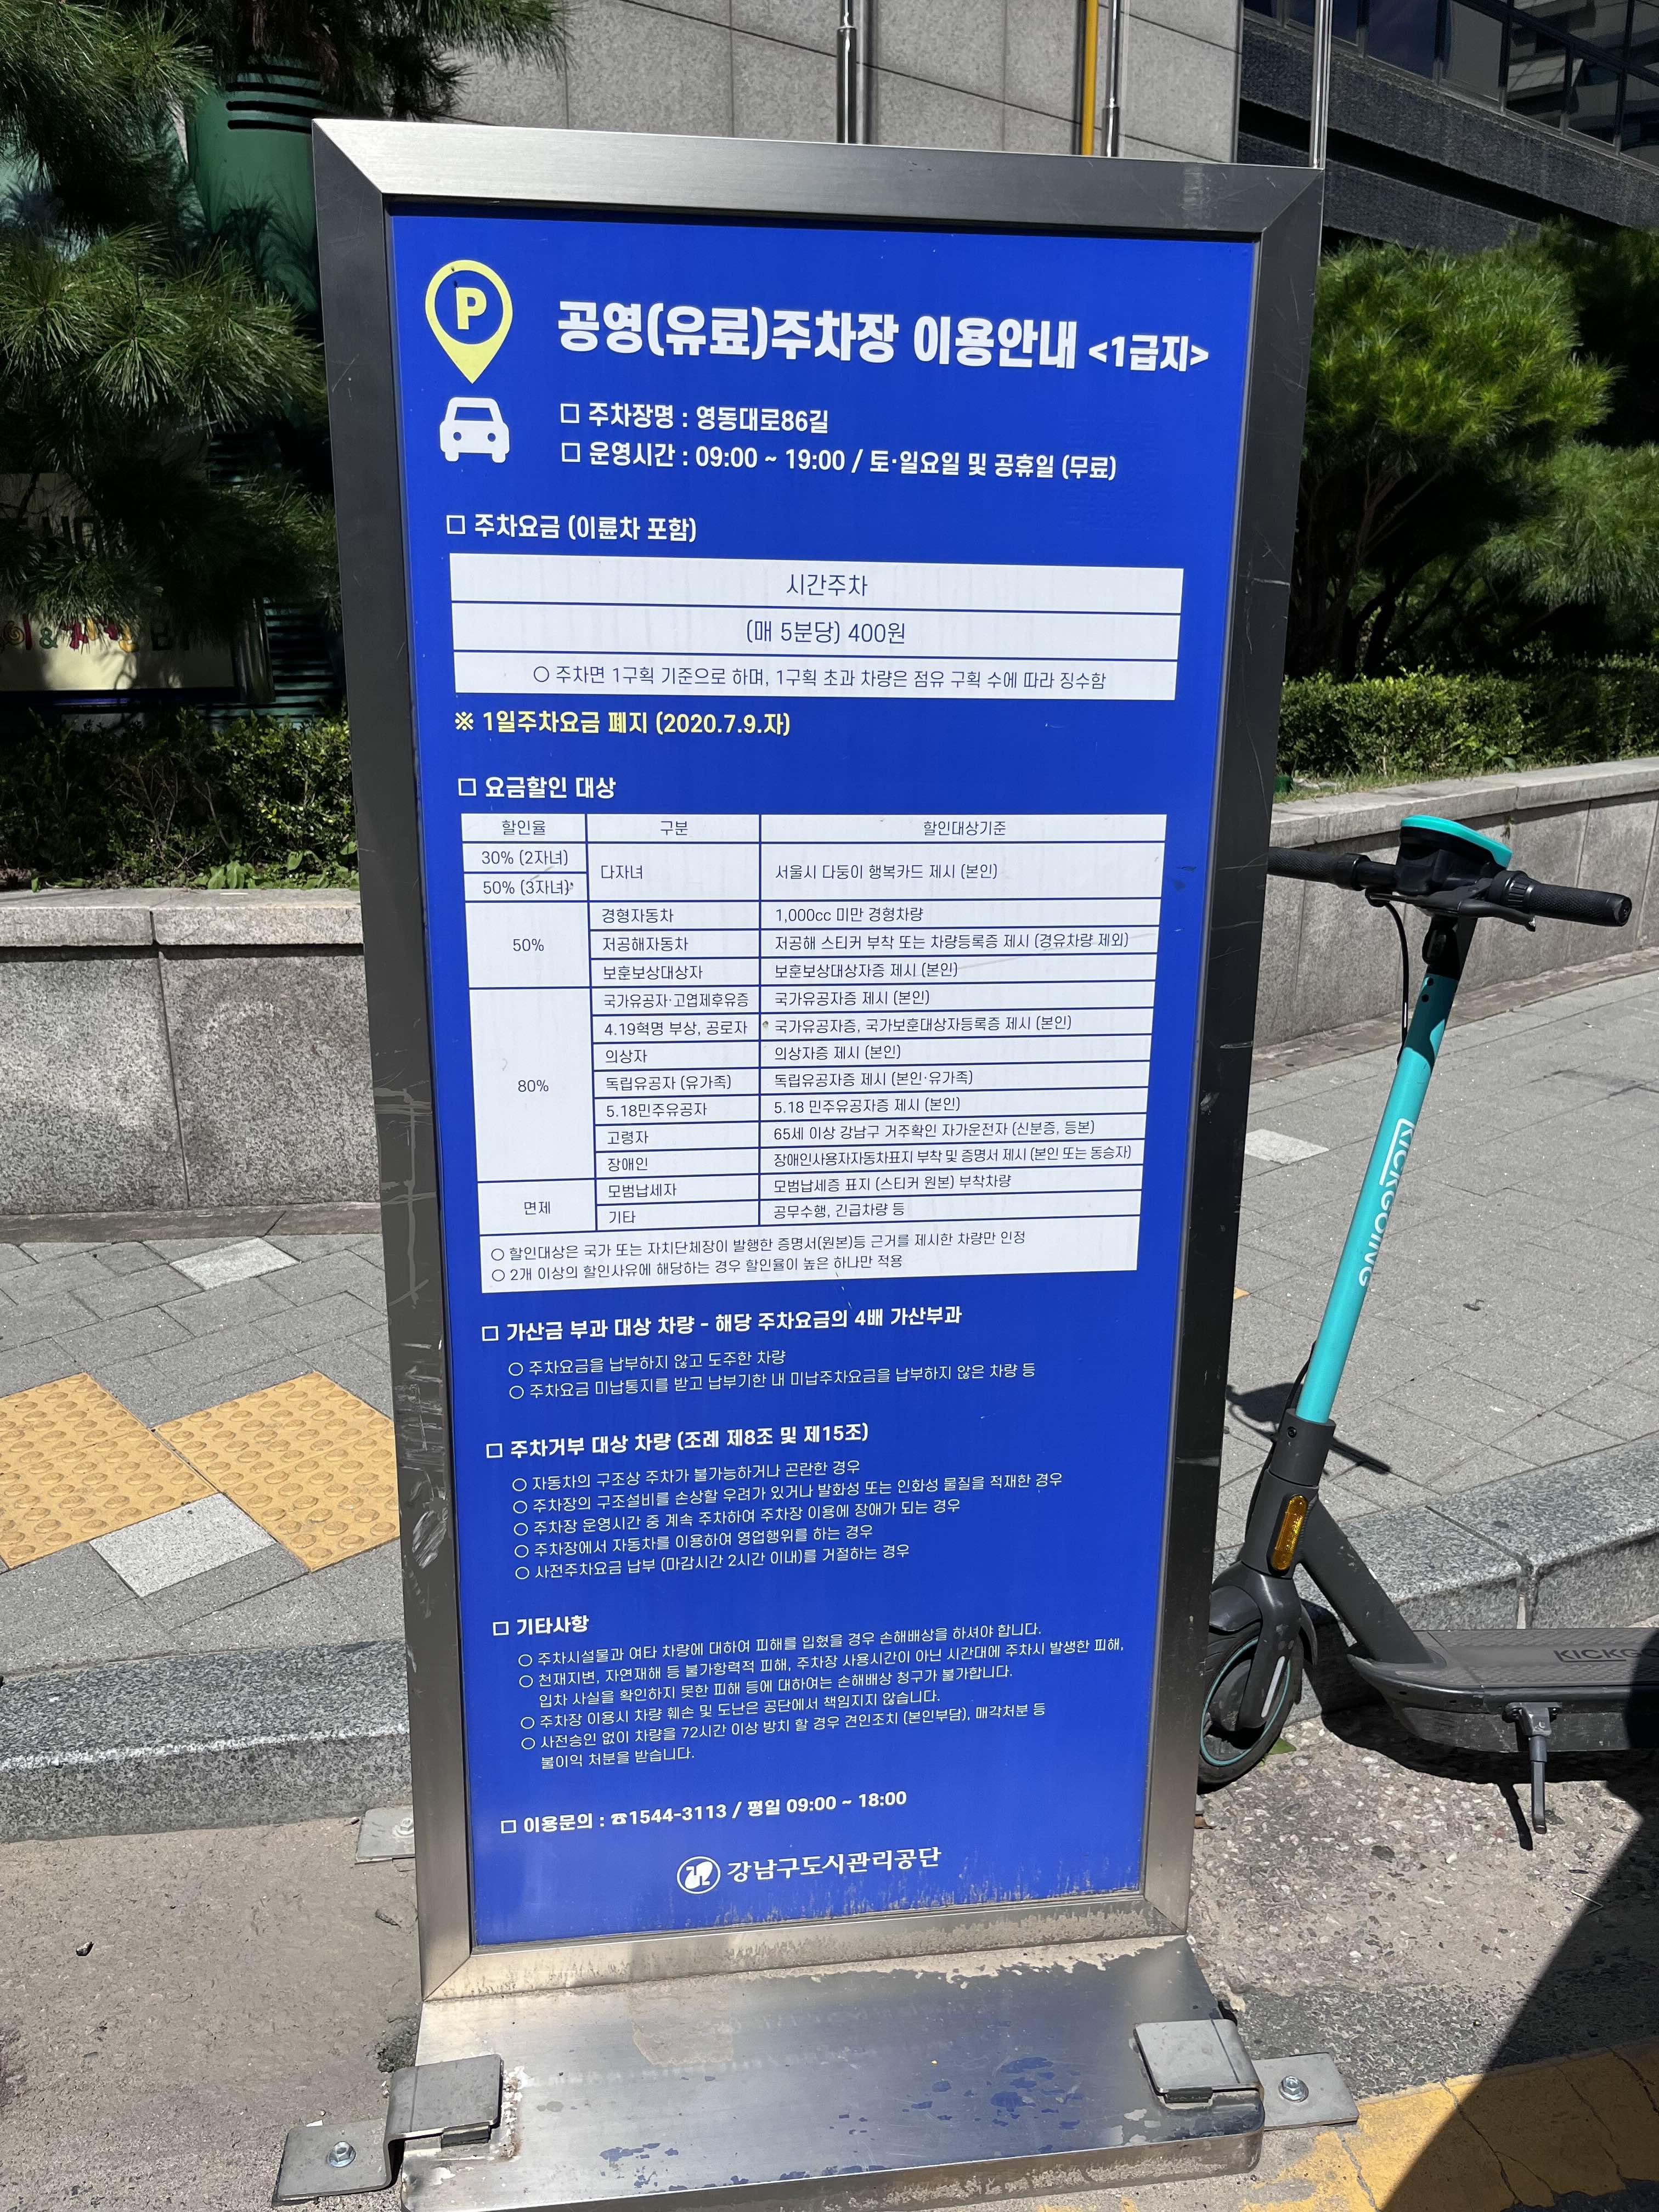 P
공영(유료)주차장 이용안내 <1급지>
□ 주차장명 : 영동대로86길
□ 운영시간 : 09:00 ~ 19:00 / 토·일요일 및 공휴일 (무료)
□ 주차요금 (이륜차 포함)
시간주차
(매 5분당) 400원
○ 주차면 1구획 기준으로 하며, 1구획 초과 차량은 점유 구획 수에 따라 징수함
※ 1일주차요금 폐지 (2020.7.9.자)
□ 요금할인 대상
할인율 구분 할인대상기준
30% (2자녀) 다자녀 서울시 다둥이 행복카드 제시 (본인)
50% (3자녀)
50% 경형자동차 1,000cc 미만 경형차량
저공해자동차 저공해 스티커 부착 또는 차량등록증 제시 (경유차량 제외)
보훈보상대상자 보훈보상대상자증 제시 (본인)
80% 국가유공자·고엽제후유증 국가유공자증 제시 (본인)
4.19혁명 부상, 공로자 국가유공자증, 국가보훈대상자등록증 제시 (본인)
의상자 의상자증 제시 (본인)
독립유공자 (유가족) 독립유공자증 제시 (본인·유가족)
5.18민주유공자 5.18 민주유공자증 제시 (본인)
고령자 65세 이상 강남구 거주확인 자가운전자 (신분증, 등본)
장애인 장애인사용자자동차표지 부착 및 증명서 제시 (본인 또는 동승자)
면제 모범납세자 모범납세증 표지 (스티커 원본) 부착차량
기타 공무수행, 긴급차량 등
○ 할인대상은 국가 또는 자치단체장이 발행한 증명서(원본)등 근거를 제시한 차량만 인정
○ 2개 이상의 할인사유에 해당하는 경우 할인율이 높은 하나만 적용
□ 가산금 부과 대상 차량 - 해당 주차요금의 4배 가산부과
○ 주차요금을 납부하지 않고 도주한 차량
○ 주차요금 미납통지를 받고 납부기한 내 미납주차요금을 납부하지 않은 차량 등
□ 주차거부 대상 차량 (조례 제8조 및 제15조)
○ 자동차의 구조상 주차가 불가능하거나 곤란한 경우
○ 주차장의 구조설비를 손상할 우려가 있거나 발화성 또는 인화성 물질을 적재한 경우
○ 주차장 운영시간 중 계속 주차하여 주차장 이용에 장애가 되는 경우
○ 주차장에서 자동차를 이용하여 영업행위를 하는 경우
○ 사전주차요금 납부 (마감시간 2시간 이내)를 거절하는 경우
□ 기타사항
○ 주차시설물과 여타 차량에 대하여 피해를 입혔을 경우 손해배상을 하셔야 합니다.
○ 천재지변, 자연재해 등 불가항력적 피해, 주차장 사용시간이 아닌 시간대에 주차시 발생한 피해,
입차 사실을 확인하지 못한 피해 등에 대하여는 손해배상 청구가 불가합니다.
○ 주차장 이용시 차량 훼손 및 도난은 공단에서 책임지지 않습니다.
○ 사전승인 없이 차량을 72시간 이상 방치 할 경우 견인조치 (본인부담), 매각처분 등
불이익 처분을 받습니다.
□ 이용문의 : ☎1544-3113 / 평일 09:00 ~ 18:00
강남구도시관리공단
KICKGOING